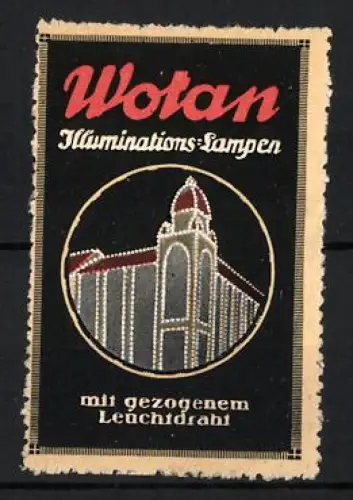 Wotan
Illuminations-Lampen
mit gezogenem
Leuchtdraht